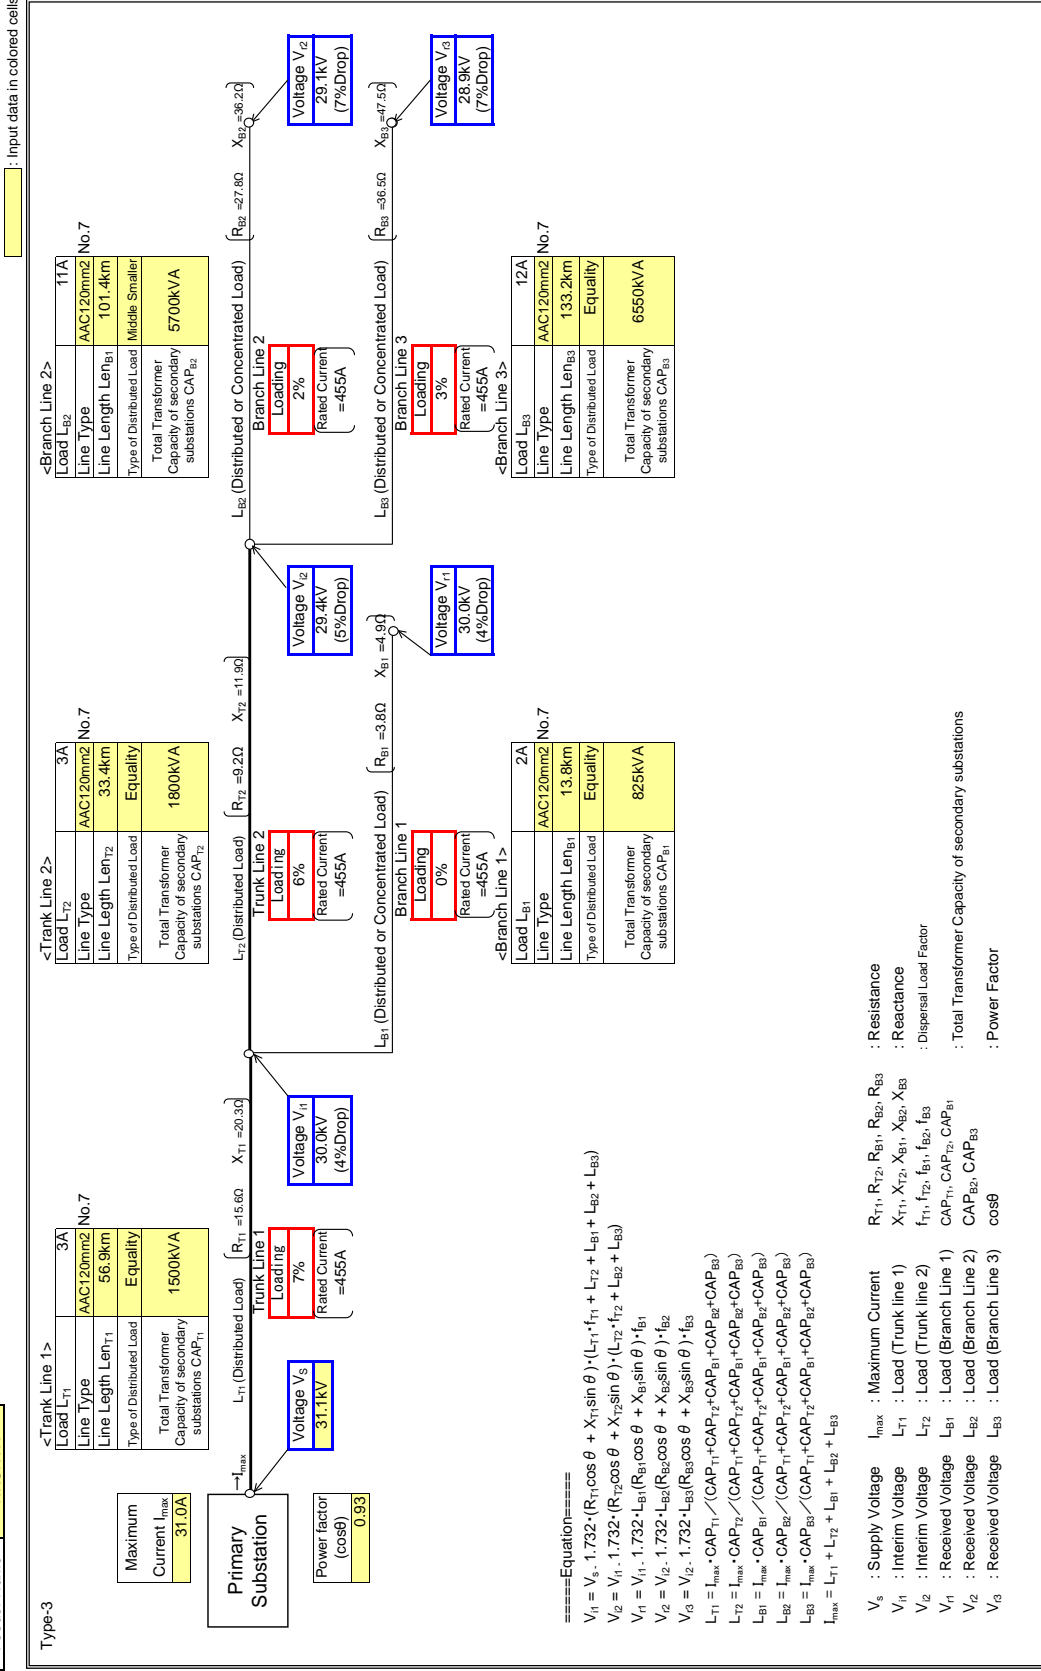 : Input data in colored cells
Type-3
Maximum
Current Imax
31.0A
Primary
Substation
Power factor
(cosθ)
0.93
→Imax
Voltage VS
31.1kV
<Trank Line 1>
Load LT1 3A
Line Type AAC120mm2 No.7
Line Legth LenT1 56.9km
Type of Distributed Load Equality
Total Transformer
Capacity of secondary
substations CAPT1
1500kVA
LT1 (Distributed Load) RT1 =15.6Ω XT1 =20.3Ω
Trunk Line 1
Loading
7%
Rated Current
=455A
Voltage Vi1
30.0kV
(4%Drop)
<Trank Line 2>
Load LT2 3A
Line Type AAC120mm2 No.7
Line Legth LenT2 33.4km
Type of Distributed Load Equality
Total Transformer
Capacity of secondary
substations CAPT2
1800kVA
LT2 (Distributed Load) RT2 =9.2Ω XT2 =11.9Ω
Trunk Line 2
Loading
6%
Rated Current
=455A
Voltage Vi2
29.4kV
(5%Drop)
LB1 (Distributed or Concentrated Load) RB1 =3.8Ω XB1 =4.9Ω
Branch Line 1
Loading
0%
Rated Current
=455A
Voltage Vr1
30.0kV
(4%Drop)
<Branch Line 1>
Load LB1 2A
Line Type AAC120mm2 No.7
Line Length LenB1 13.8km
Type of Distributed Load Equality
Total Transformer
Capacity of secondary
substations CAPB1
825kVA
<Branch Line 2>
Load LB2 11A
Line Type AAC120mm2 No.7
Line Length LenB1 101.4km
Type of Distributed Load Middle Smaller
Total Transformer
Capacity of secondary
substations CAPB2
5700kVA
LB2 (Distributed or Concentrated Load) RB2 =27.8Ω XB2 =36.2Ω
Branch Line 2
Loading
2%
Rated Current
=455A
Voltage Vr2
29.1kV
(7%Drop)
LB3 (Distributed or Concentrated Load) RB3 =36.5Ω XB3 =47.5Ω
Branch Line 3
Loading
3%
Rated Current
=455A
Voltage Vr3
28.9kV
(7%Drop)
<Branch Line 3>
Load LB3 12A
Line Type AAC120mm2 No.7
Line Length LenB3 133.2km
Type of Distributed Load Equality
Total Transformer
Capacity of secondary
substations CAPB3
6550kVA
=====Equation=====
Vi1 = Vs - 1.732·(RT1cos θ + XT1sin θ)·(LT1·fT1 + LT2 + LB1 + LB2 + LB3)
Vi2 = Vi1 - 1.732·(RT2cos θ + XT2sin θ)·(LT2·fT2 + LB2 + LB3)
Vr1 = Vi1 - 1.732·LB1(RB1cos θ + XB1sin θ)·fB1
Vr2 = Vi2 - 1.732·LB2(RB2cos θ + XB2sin θ)·fB2
Vr3 = Vi2 - 1.732·LB3(RB3cos θ + XB3sin θ)·fB3
LT1 = Imax·CAPT1/(CAPT1+CAPT2+CAPB1+CAPB2+CAPB3)
LT2 = Imax·CAPT2/(CAPT1+CAPT2+CAPB1+CAPB2+CAPB3)
LB1 = Imax·CAPB1/(CAPT1+CAPT2+CAPB1+CAPB2+CAPB3)
LB2 = Imax·CAPB2/(CAPT1+CAPT2+CAPB1+CAPB2+CAPB3)
LB3 = Imax·CAPB3/(CAPT1+CAPT2+CAPB1+CAPB2+CAPB3)
Imax = LT1 + LT2 + LB1 + LB2 + LB3
Vs : Supply Voltage Imax : Maximum Current RT1, RT2, RB1, RB2, RB3 : Resistance
Vi1 : Interim Voltage LT1 : Load (Trunk line 1) XT1, XT2, XB1, XB2, XB3 : Reactance
Vi2 : Interim Voltage LT2 : Load (Trunk line 2) fT1, fT2, fB1, fB2, fB3 : Dispersal Load Factor
Vr1 : Received Voltage LB1 : Load (Branch Line 1) CAPT1, CAPT2, CAPB1
Vr2 : Received Voltage LB2 : Load (Branch Line 2) CAPB2, CAPB3 : Total Transformer Capacity of secondary substations
Vr3 : Received Voltage LB3 : Load (Branch Line 3) cosθ : Power Factor